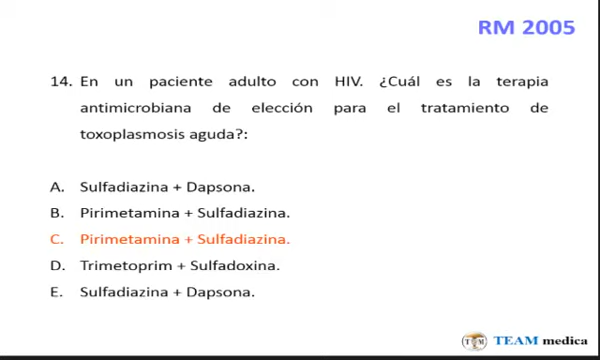 RM 2005
14. En un paciente adulto con HIV. ¿Cuál es la terapia
antimicrobiana de elección para el tratamiento de
toxoplasmosis aguda?:
A. Sulfadiazina + Dapsona.
B. Pirimetamina + Sulfadiazina.
C. Pirimetamina + Sulfadiazina.
D. Trimetoprim + Sulfadoxina.
E. Sulfadiazina + Dapsona.
T M TEAM medica